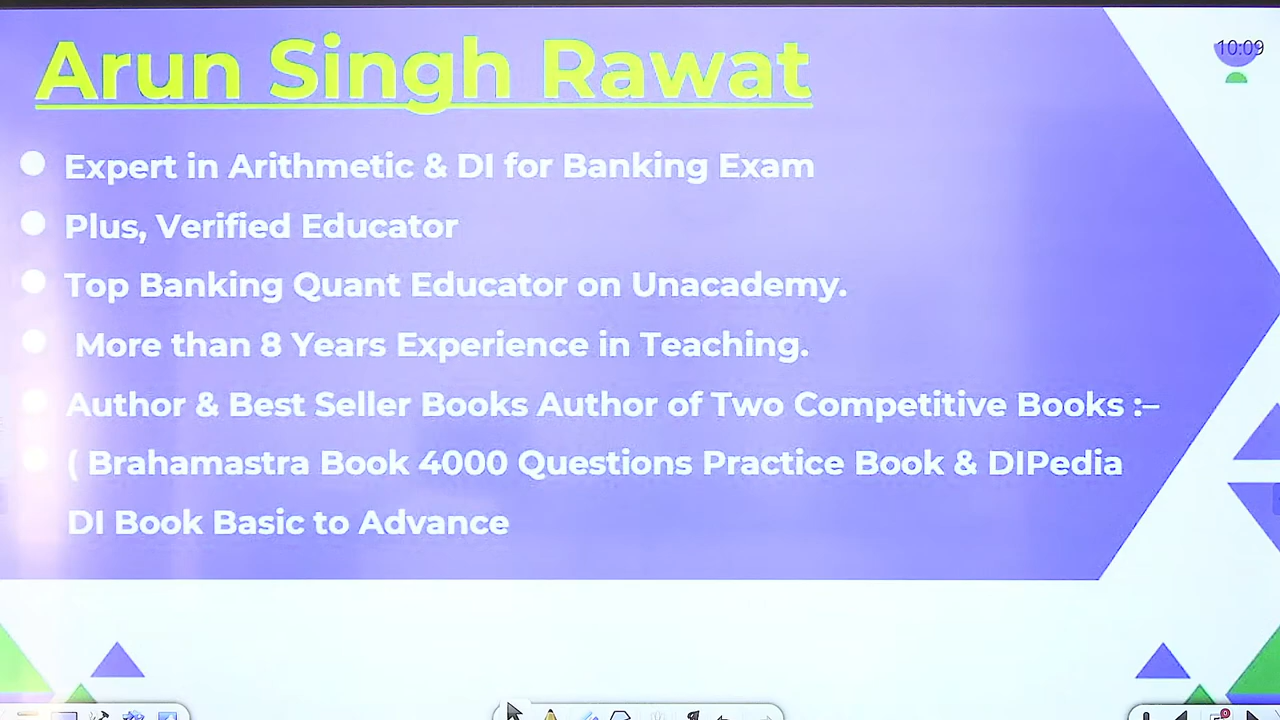 Arun Singh Rawat
10:09
Expert in Arithmetic & DI for Banking Exam
Plus, Verified Educator
Top Banking Quant Educator on Unacademy.
More than 8 Years Experience in Teaching.
Author & Best Seller Books Author of Two Competitive Books :–
( Brahamastra Book 4000 Questions Practice Book & DIPedia
DI Book Basic to Advance